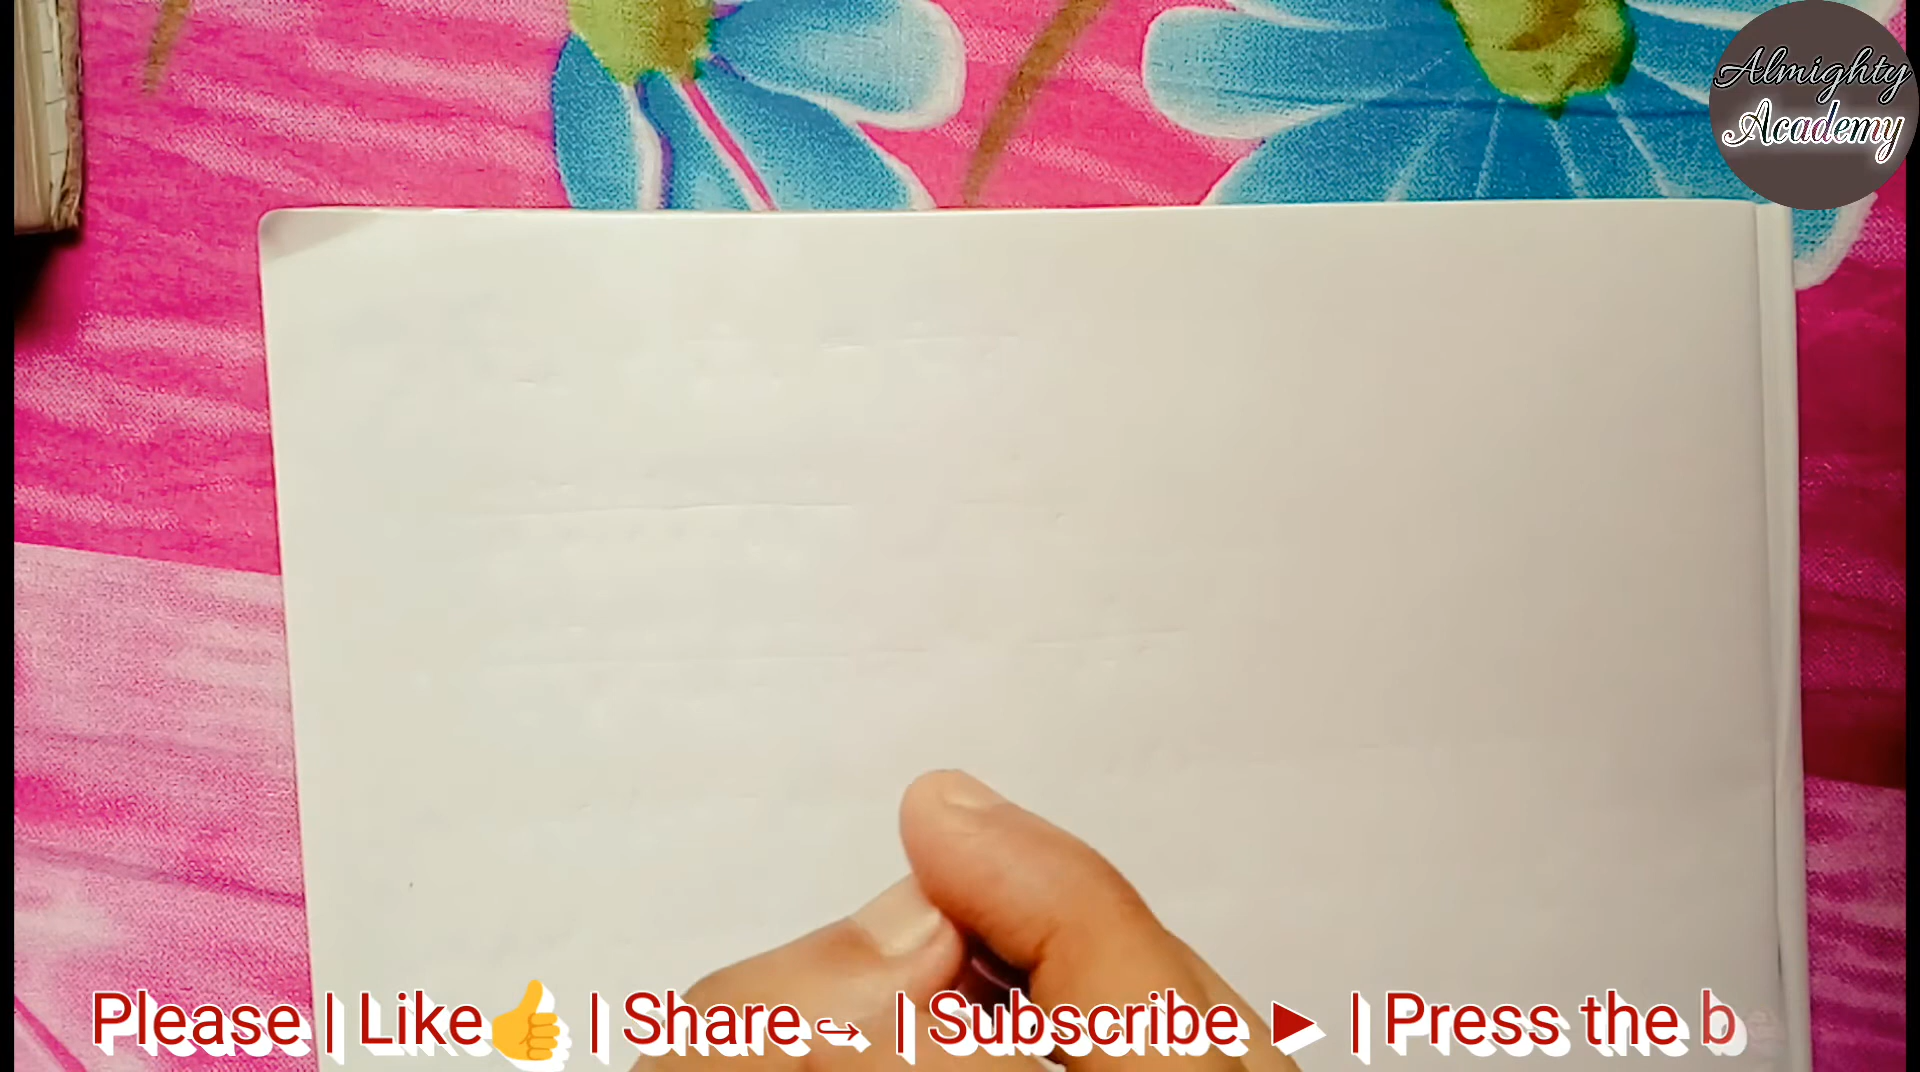 Almighty
Academy
Please | Like👍 | Share↪ | Subscribe ▶ | Press the b